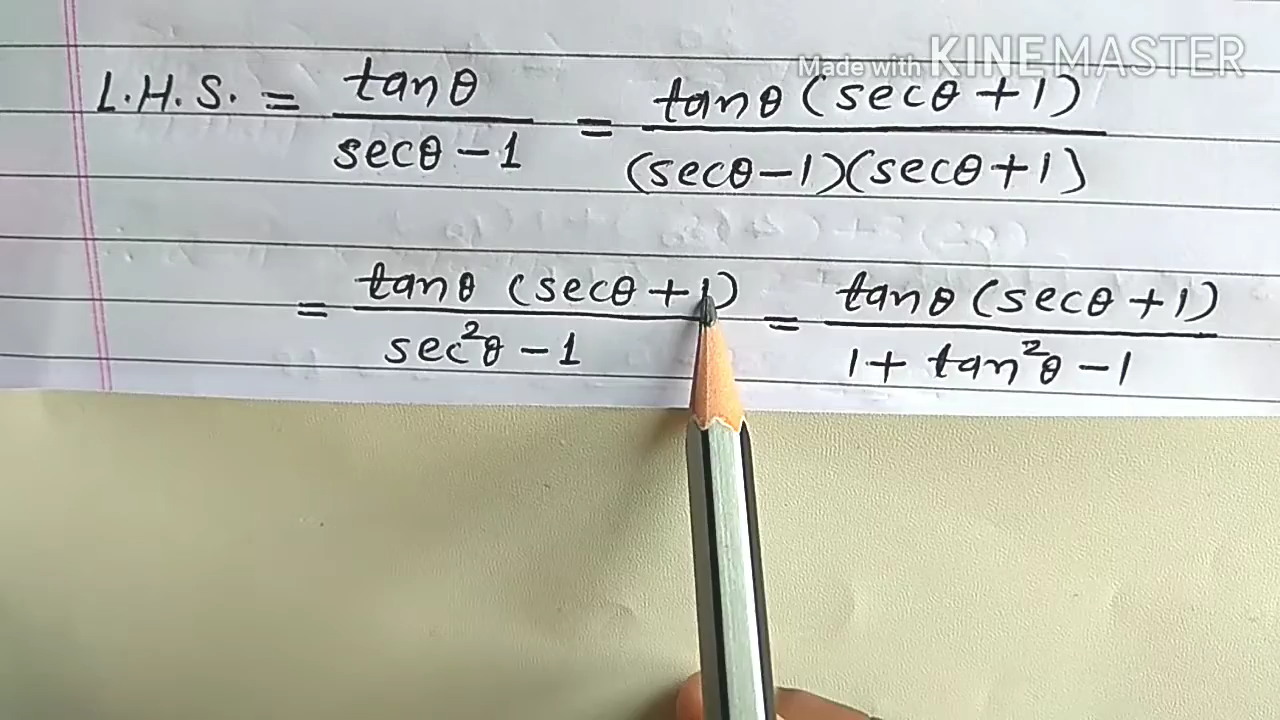 Made with KINEMASTER
L.H.S. = tanθ / secθ - 1 = tanθ (secθ + 1) / (secθ - 1)(secθ + 1)
= tanθ (secθ + 1) / sec²θ - 1 = tanθ (secθ + 1) / 1 + tan²θ - 1